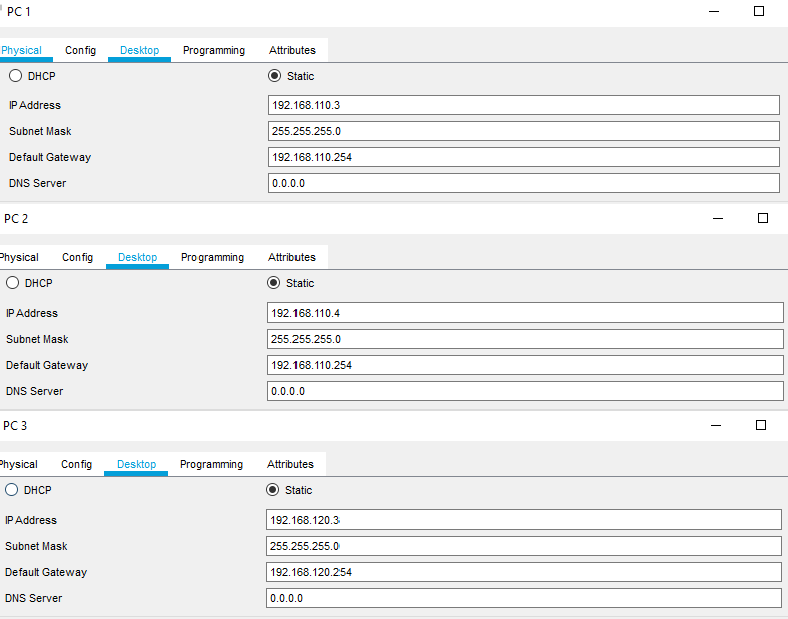 PC 1
Physical Config Desktop Programming Attributes
DHCP Static
IP Address 192.168.110.3
Subnet Mask 255.255.255.0
Default Gateway 192.168.110.254
DNS Server 0.0.0.0
PC 2
Physical Config Desktop Programming Attributes
DHCP Static
IP Address 192.168.110.4
Subnet Mask 255.255.255.0
Default Gateway 192.168.110.254
DNS Server 0.0.0.0
PC 3
Physical Config Desktop Programming Attributes
DHCP Static
IP Address 192.168.120.3
Subnet Mask 255.255.255.0
Default Gateway 192.168.120.254
DNS Server 0.0.0.0